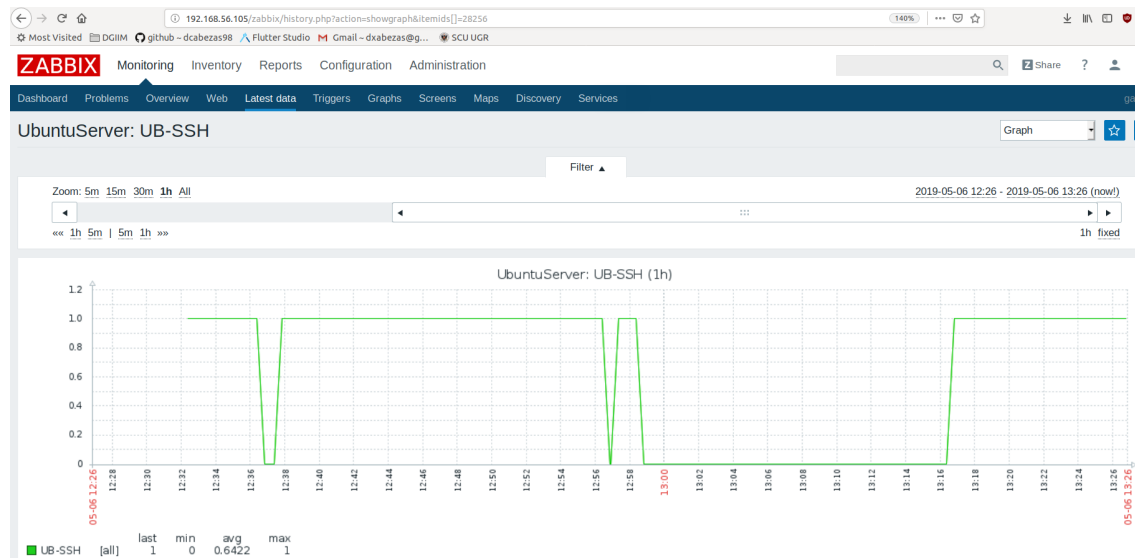 192.168.56.105/zabbix/history.php?action=showgraph&itemids[]=28256
140%
Most Visited DGIIM github ~ dcabezas98 Flutter Studio Gmail ~ dxabezas@g... SCU UGR
ZABBIX Monitoring Inventory Reports Configuration Administration Z Share ?
Dashboard Problems Overview Web Latest data Triggers Graphs Screens Maps Discovery Services
UbuntuServer: UB-SSH Graph
Filter ▲
Zoom: 5m 15m 30m 1h All 2019-05-06 12:26 - 2019-05-06 13:26 (now!)
«« 1h 5m | 5m 1h »» 1h fixed
UbuntuServer: UB-SSH (1h)
1.2
1.0
0.8
0.6
0.4
0.2
0
05-06 12:26 12:28 12:30 12:32 12:34 12:36 12:38 12:40 12:42 12:44 12:46 12:48 12:50 12:52 12:54 12:56 12:58 13:00 13:02 13:04 13:06 13:08 13:10 13:12 13:14 13:16 13:18 13:20 13:22 13:24 13:26 05-06 13:26
last min avg max
UB-SSH [all] 1 0 0.6422 1